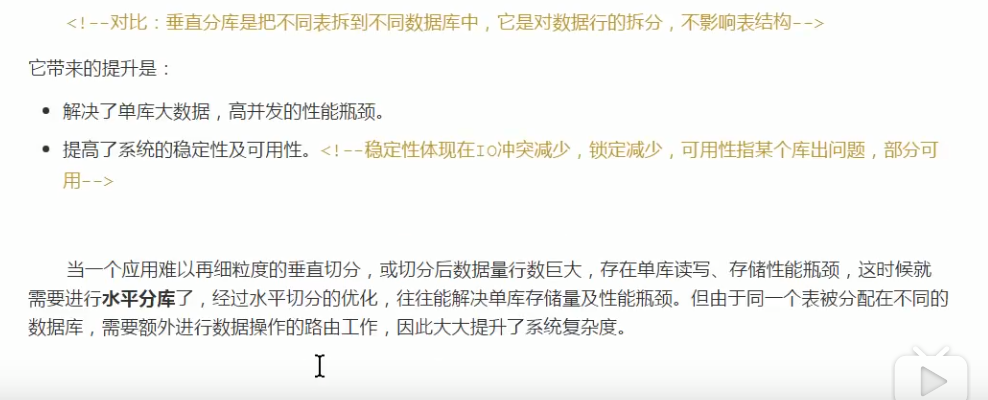 <!--对比：垂直分库是把不同表拆到不同数据库中，它是对数据行的拆分，不影响表结构-->
它带来的提升是：
• 解决了单库大数据，高并发的性能瓶颈。
• 提高了系统的稳定性及可用性。<!--稳定性体现在IO冲突减少，锁定减少，可用性指某个库出问题，部分可
用-->
当一个应用难以再细粒度的垂直切分，或切分后数据量行数巨大，存在单库读写、存储性能瓶颈，这时候就
需要进行水平分库了，经过水平切分的优化，往往能解决单库存储量及性能瓶颈。但由于同一个表被分配在不同的
数据库，需要额外进行数据操作的路由工作，因此大大提升了系统复杂度。